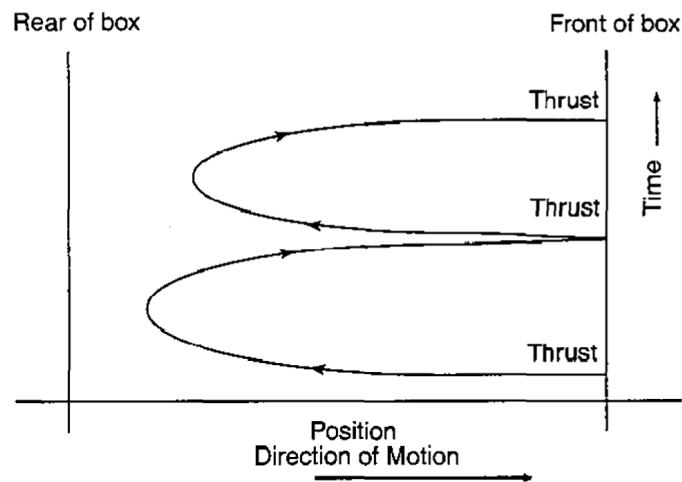 Rear of box
Front of box
Thrust
Time
Thrust
Thrust
Position
Direction of Motion